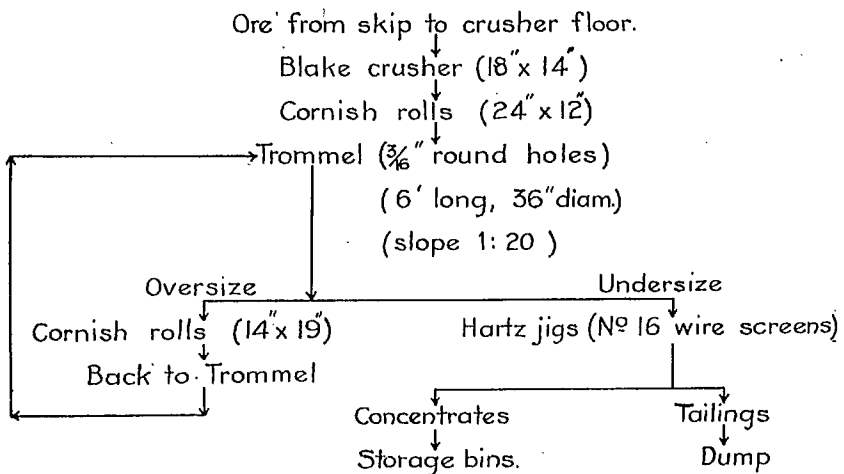 Ore from skip to crusher floor.
Blake crusher (18" x 14")
Cornish rolls (24" x 12")
Trommel (3/16" round holes)
(6' long, 36" diam.)
(slope 1:20)
Oversize
Undersize
Cornish rolls (14" x 19")
Hartz jigs (Nº 16 wire screens)
Back to Trommel
Concentrates
Tailings
Storage bins.
Dump